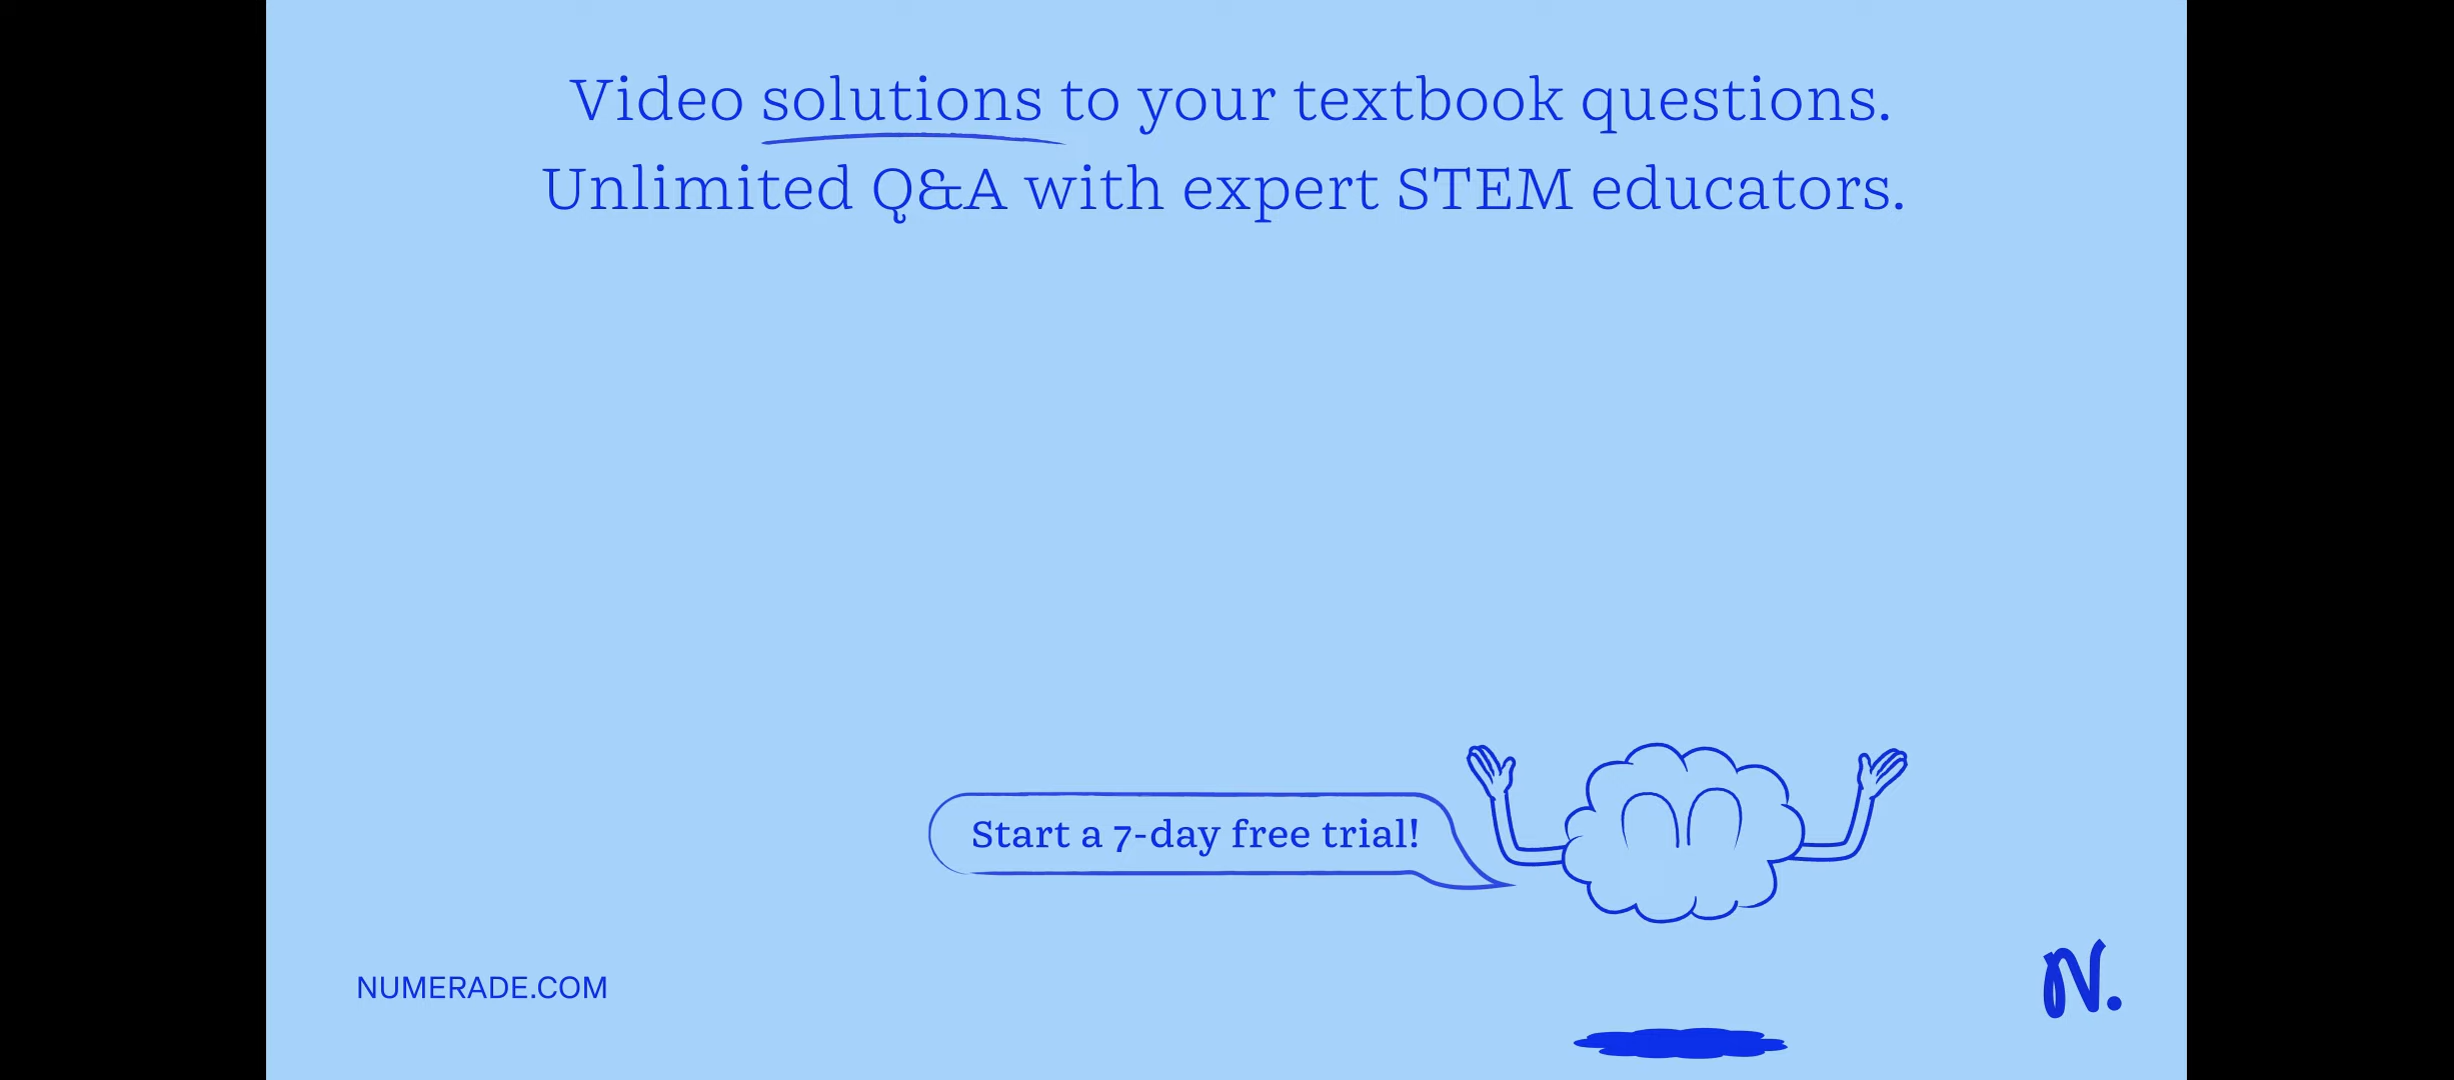 Video solutions to your textbook questions.
Unlimited Q&A with expert STEM educators.
Start a 7-day free trial!
NUMERADE.COM
N.